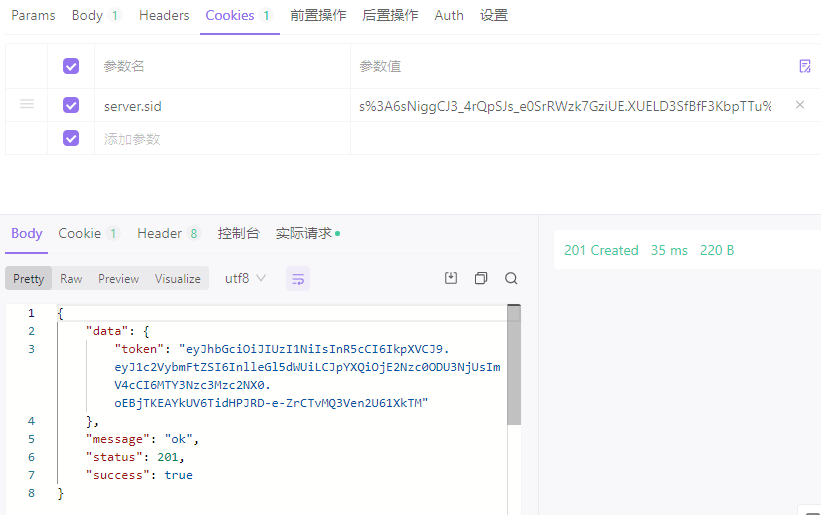 Params Body 1 Headers Cookies 1 前置操作 后置操作 Auth 设置
参数名 参数值
server.sid s%3A6sNiggCJ3_4rQpSJs_e0SrRWzk7GziUE.XUELD3SfBfF3KbpTTu%
添加参数
Body Cookie 1 Header 8 控制台 实际请求
201 Created 35 ms 220 B
Pretty Raw Preview Visualize utf8
1 {
2 "data": {
3 "token": "eyJhbGciOiJIUzI1NiIsInR5cCI6IkpXVCJ9.
eyJ1c2VybmFtZSI6InlleGl5dWUiLCJpYXQiOjE2Nzc0ODU3NjUsIm
V4cCI6MTY3Nzc3Mzc2NX0.
oEBjTKEAYkUV6TidHPJRD-e-ZrCTvMQ3Ven2U61XkTM"
4 },
5 "message": "ok",
6 "status": 201,
7 "success": true
8 }